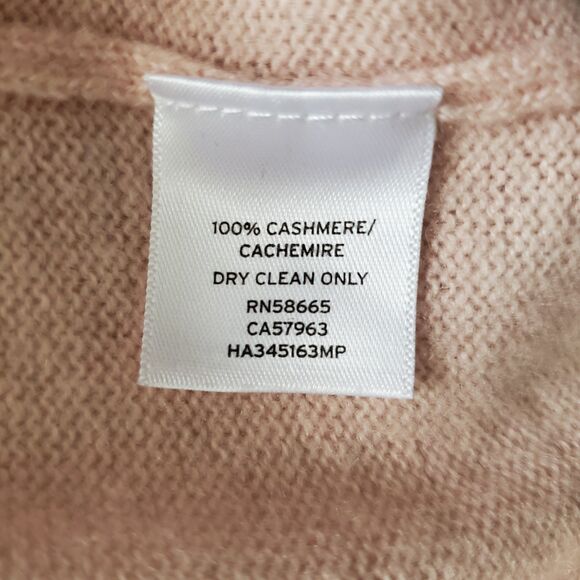 100% CASHMERE/
CACHEMIRE
DRY CLEAN ONLY
RN58665
CA57963
HA345163MP